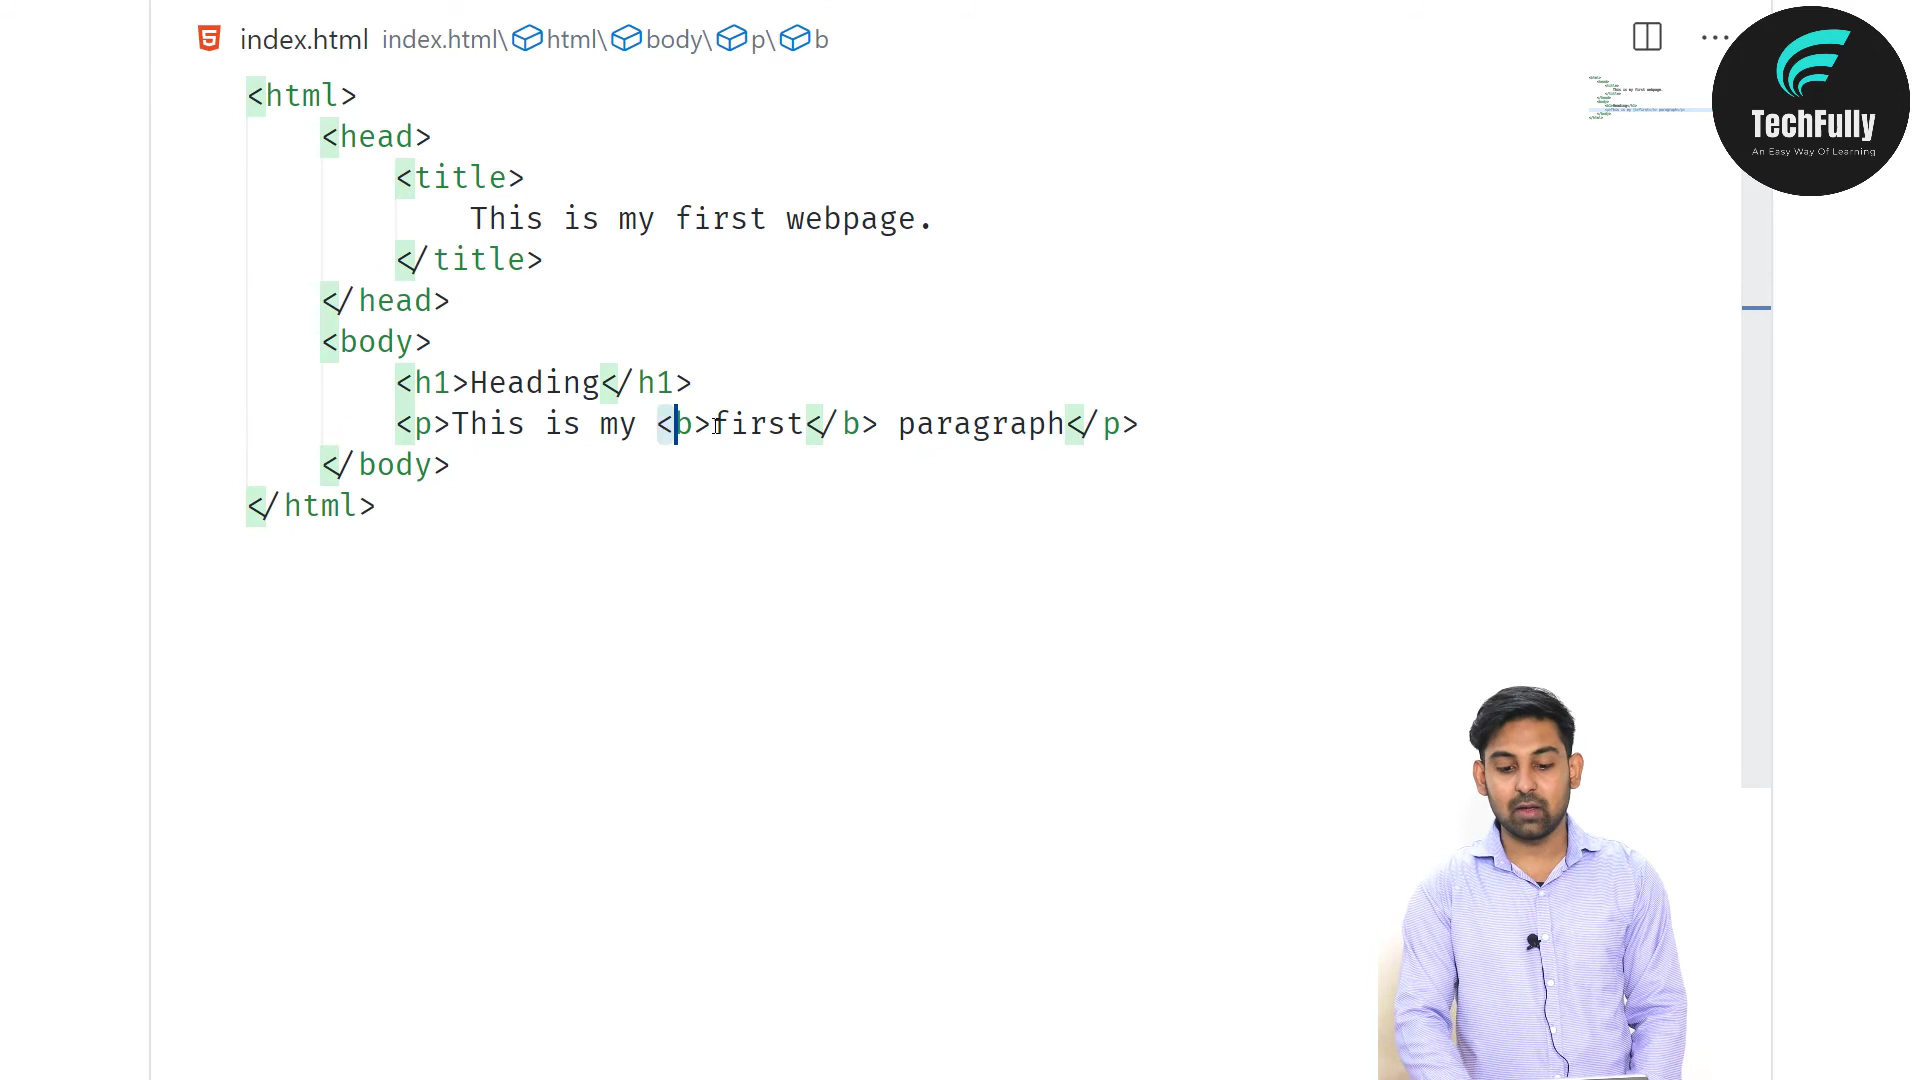 index.html index.html\html\body\p\b
<html>
<head>
<title>
This is my first webpage.
</title>
</head>
<body>
<h1>Heading</h1>
<p>This is my <b>first</b> paragraph</p>
</body>
</html>
TechFully
An Easy Way Of Learning